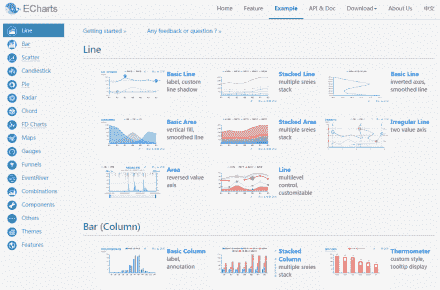 ECharts
Home Feature Example API & Doc Download About Us 中文
Getting started » Any feedback or question ? »
Line
Bar
Scatter
Candlestick
Pie
Radar
Chord
FD Charts
Maps
Gauges
Funnels
EventRiver
Combinations
Components
Others
Themes
Features
Line
Basic Line
label, custom
line shadow
Stacked Line
multiple sreies
stack
Basic Line
inverted axes,
smoothed line
Basic Area
vertical fill,
smoothed line
Stacked Area
multiple sreies
stack
Irregular Line
two value axis
Area
reversed value
axis
Line
multilevel
control,
customizable
Bar (Column)
Basic Column
label,
annoration
Stacked
Column
multiple sreies
stack
Thermometer
custom style,
tooltip display